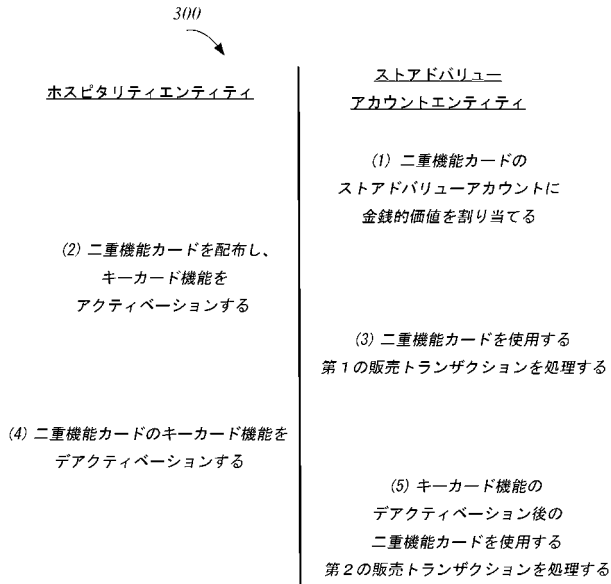 300
ホスピタリティエンティティ
ストアドバリュー
アカウントエンティティ
(1) 二重機能カードの
ストアドバリューアカウントに
金銭的価値を割り当てる
(2) 二重機能カードを配布し、
キーカード機能を
アクティベーションする
(3) 二重機能カードを使用する
第１の販売トランザクションを処理する
(4) 二重機能カードのキーカード機能を
デアクティベーションする
(5) キーカード機能の
デアクティベーション後の
二重機能カードを使用する
第２の販売トランザクションを処理する